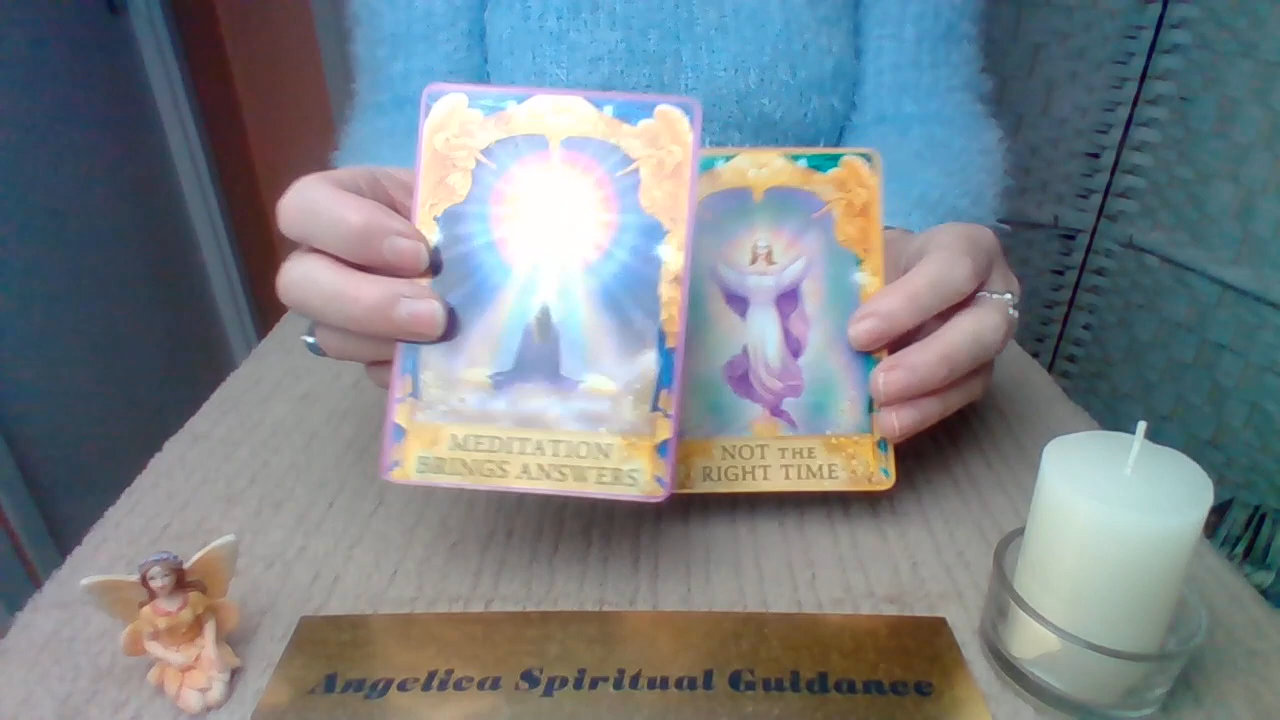 MEDITATION
BRINGS ANSWERS
NOT THE
RIGHT TIME
Angelica Spiritual Guidance